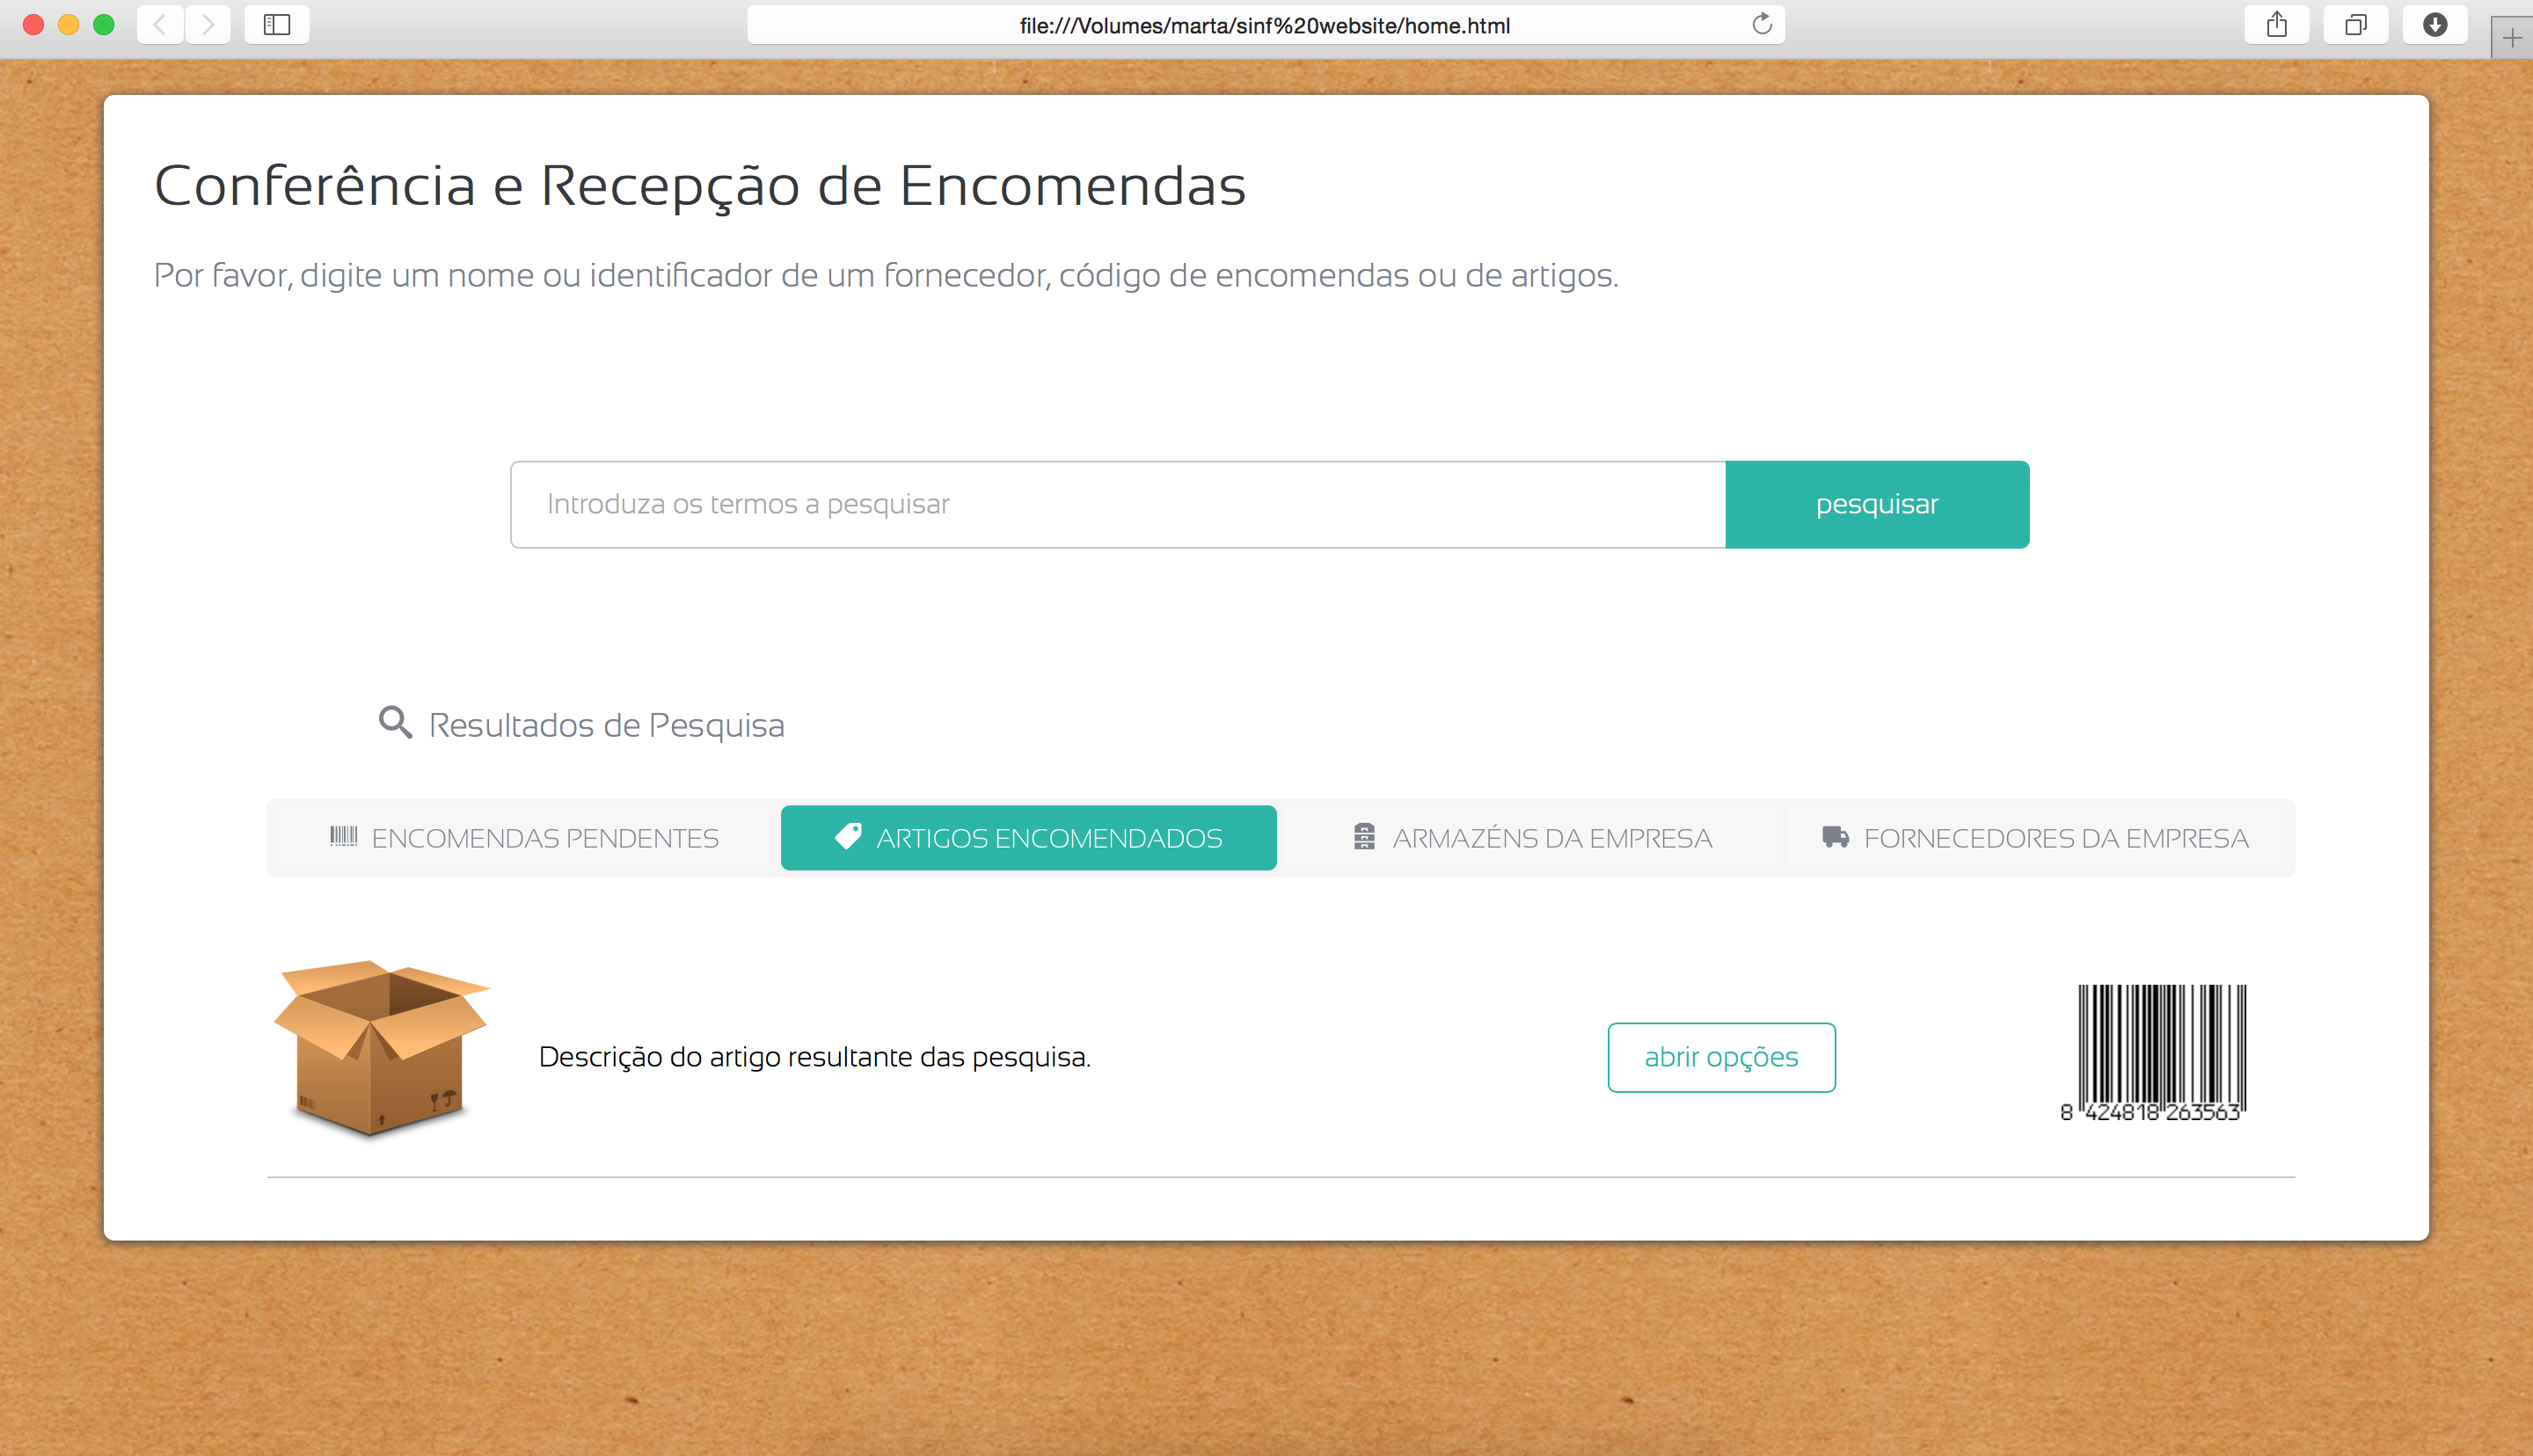 file:///Volumes/marta/sinf%20website/home.html
Conferência e Recepção de Encomendas
Por favor, digite um nome ou identificador de um fornecedor, código de encomendas ou de artigos.
Introduza os termos a pesquisar
pesquisar
Resultados de Pesquisa
ENCOMENDAS PENDENTES
ARTIGOS ENCOMENDADOS
ARMAZÉNS DA EMPRESA
FORNECEDORES DA EMPRESA
Descrição do artigo resultante das pesquisa.
abrir opções
8 424818 263563